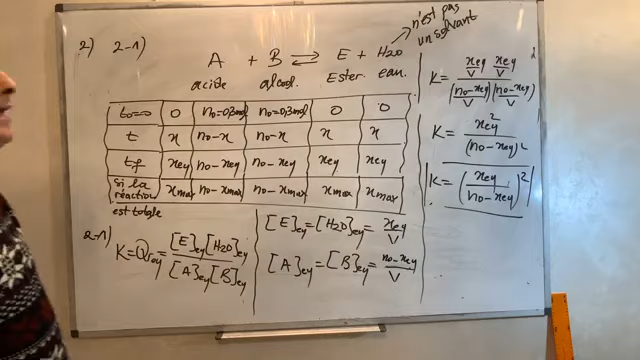 2) 2-1)
A + B ⇌ E + H2O → n'est pas un solvant
acide alcool Ester eau
t0=0 0 n0=0,3mol n0=0,3mol 0 0
t x n0-x n0-x x x
tf xeq n0-xeq n0-xeq xeq xeq
Si la réaction est totale xmax n0-xmax n0-xmax xmax xmax
2-1) K=Qr,eq = [E]eq[H2O]eq / [A]eq[B]eq
[E]eq=[H2O]eq= xeq/V
[A]eq=[B]eq= n0-xeq/V
K= xeq/V xeq/V / (n0-xeq)/V (n0-xeq)/V
K= xeq² / (n0-xeq)²
K= (xeq / n0-xeq)²